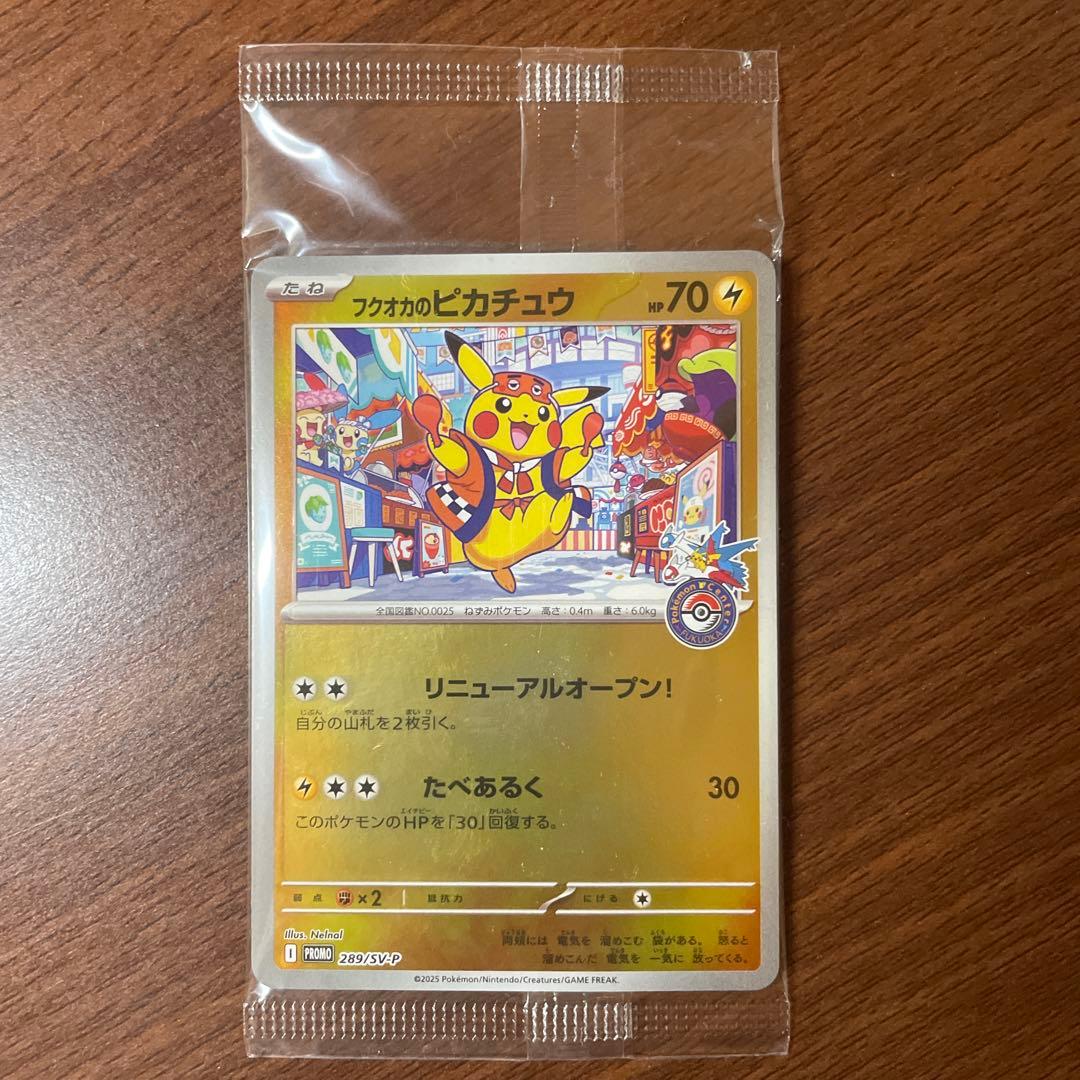 たね
フクオカのピカチュウ
HP 70
全国図鑑NO.0025 ねずみポケモン 高さ:0.4m 重さ:6.0kg
Pokémon Center
FUKUOKA
リニューアルオープン!
自分の山札を2枚引く。
たべあるく 30
このポケモンのHPを「30」回復する。
弱点 ×2 抵抗力 にげる
Illus. Nelnal
両頬には 電気を 溜めこむ 袋がある。 怒ると
溜めこんだ 電気を 一気に 放ってくる。
I PROMO 289/SV-P
©2025 Pokémon/Nintendo/Creatures/GAME FREAK.